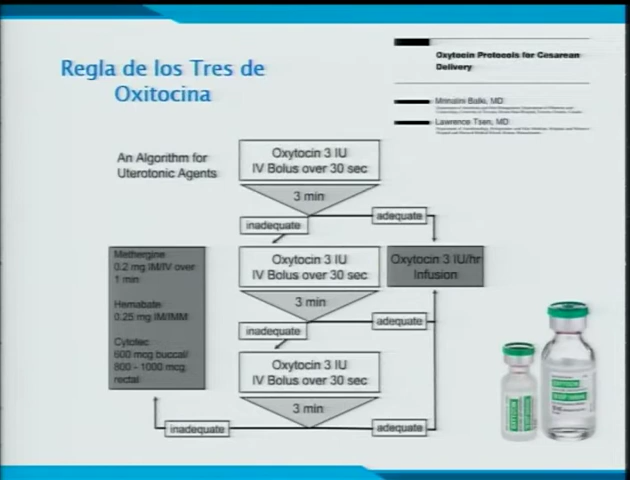 Regla de los Tres de
Oxitocina
Oxytocin Protocols for Cesarean
Delivery
Mrinalini Balki, MD
Lawrence Tsen, MD
An Algorithm for
Uterotonic Agents
Oxytocin 3 IU
IV Bolus over 30 sec
3 min
inadequate
adequate
Methergine
0.2 mg IM/IV over
1 min
Hemabate
0.25 mg IM/IMM
Cytotec
600 mcg buccal/
800 - 1000 mcg
rectal
Oxytocin 3 IU
IV Bolus over 30 sec
Oxytocin 3 IU/hr
Infusion
3 min
inadequate
adequate
Oxytocin 3 IU
IV Bolus over 30 sec
3 min
inadequate
adequate
OXYTOCIN
OXYTOCIN